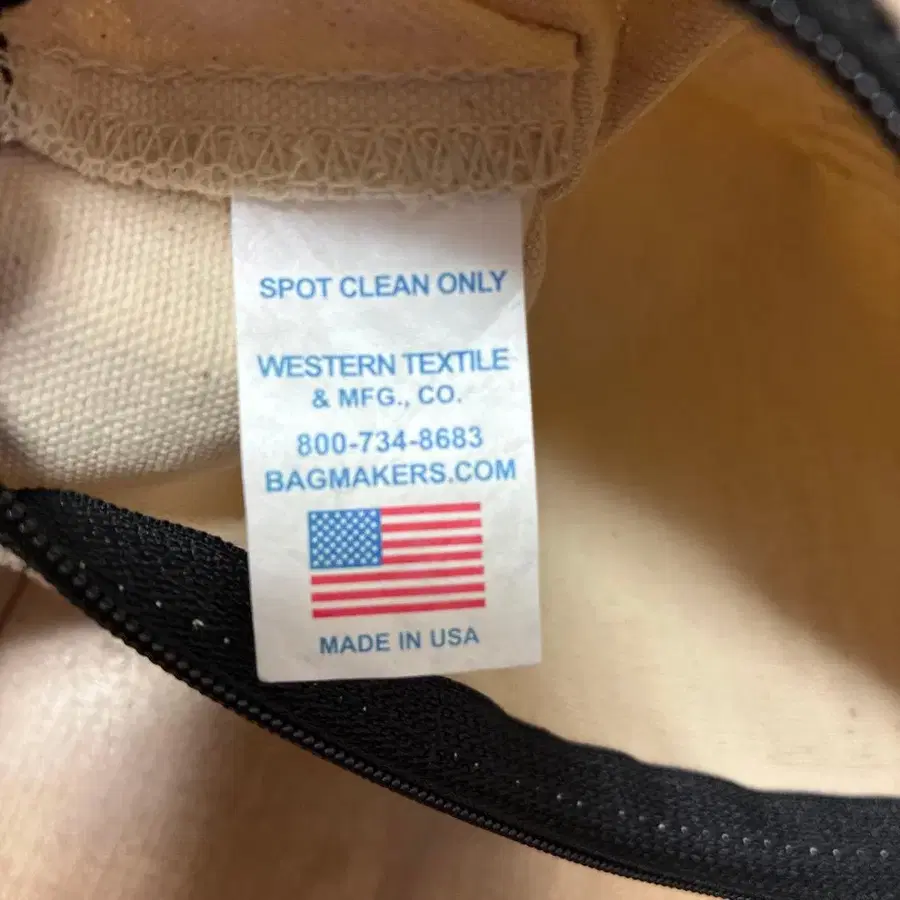 SPOT CLEAN ONLY
WESTERN TEXTILE
& MFG., CO.
800-734-8683
BAGMAKERS.COM
MADE IN USA